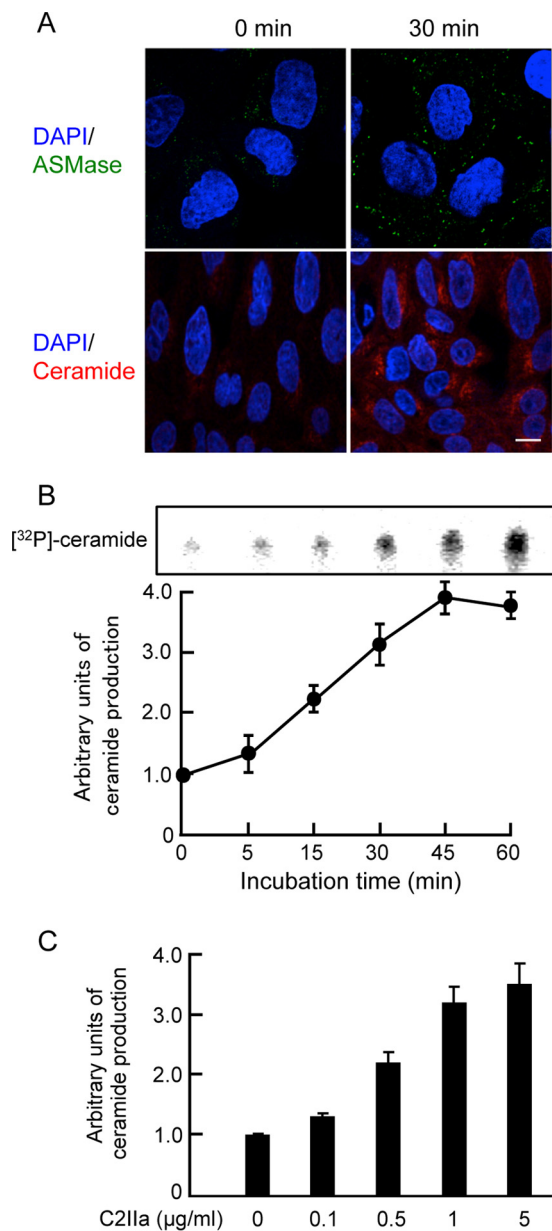 A
0 min 30 min
DAPI/
ASMase
DAPI/
Ceramide
B
[³²P]-ceramide
4.0
3.0
2.0
1.0
0
Arbitrary units of
ceramide production
0 5 15 30 45 60
Incubation time (min)
C
4.0
3.0
2.0
1.0
0
Arbitrary units of
ceramide production
C2IIa (µg/ml) 0 0.1 0.5 1 5